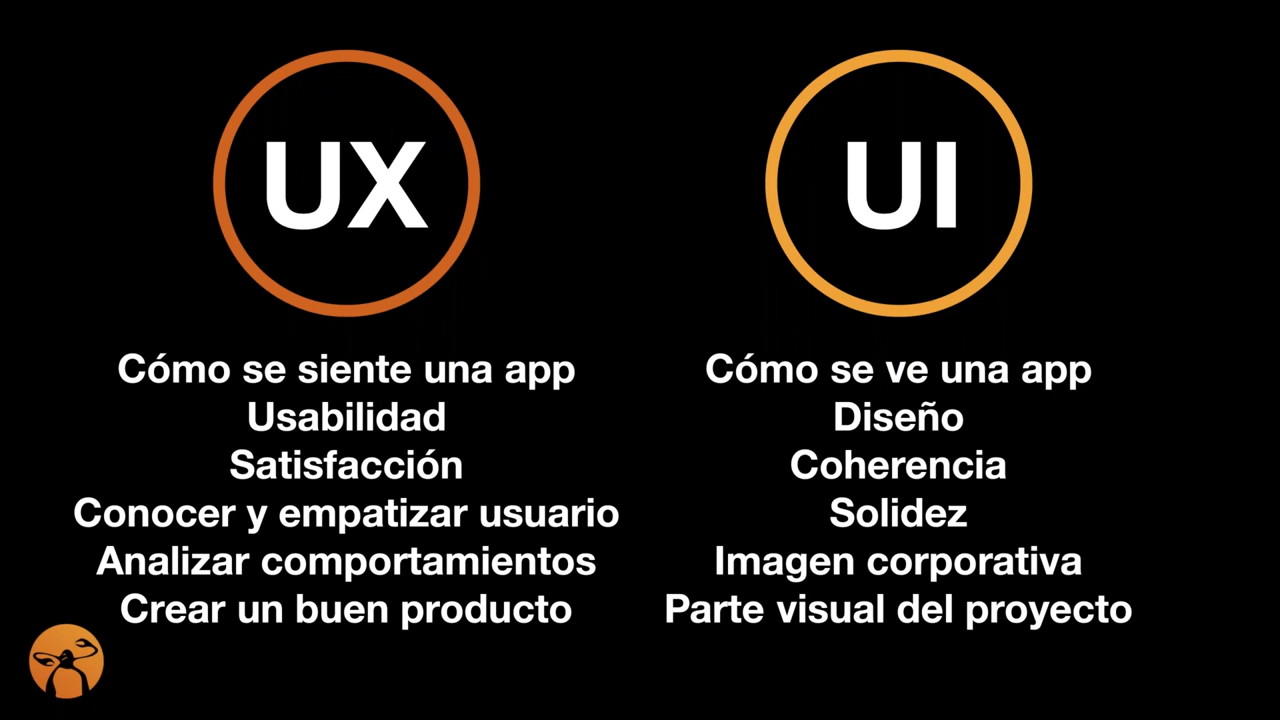 UX
Cómo se siente una app
Usabilidad
Satisfacción
Conocer y empatizar usuario
Analizar comportamientos
Crear un buen producto
UI
Cómo se ve una app
Diseño
Coherencia
Solidez
Imagen corporativa
Parte visual del proyecto